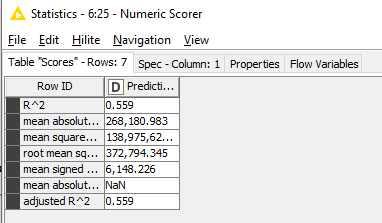 Statistics - 6:25 - Numeric Scorer
File Edit Hilite Navigation View
Table "Scores" - Rows: 7 Spec - Column: 1 Properties Flow Variables
Row ID D Predicti...
R^2 0.559
mean absolut... 268,180.983
mean square... 138,975,62...
root mean sq... 372,794.345
mean signed ... 6,148.226
mean absolut... NaN
adjusted R^2 0.559